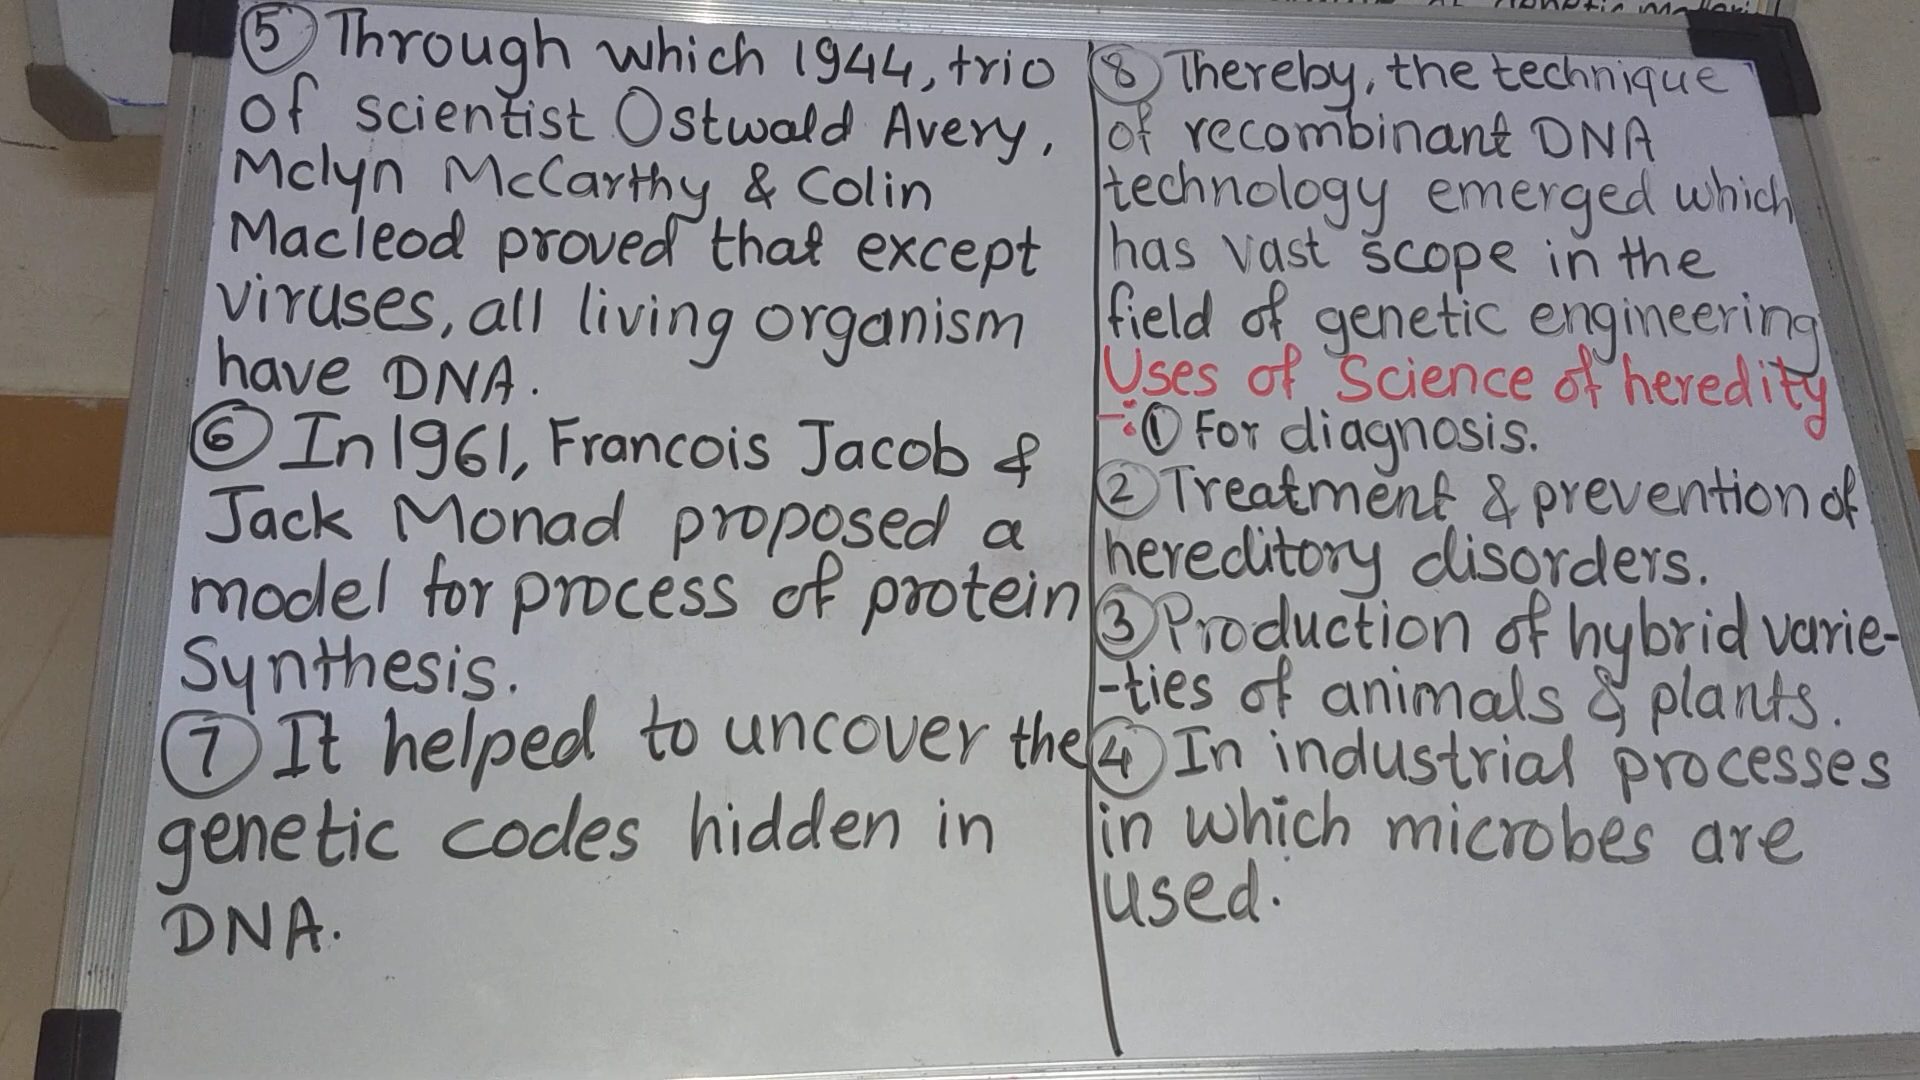 ⑤ Through which 1944, trio
of scientist Ostwald Avery,
Mclyn McCarthy & Colin
Macleod proved that except
viruses, all living organism
have DNA.
⑥ In 1961, Francois Jacob &
Jack Monad proposed a
model for process of protein
Synthesis.
⑦ It helped to uncover the
genetic codes hidden in
DNA.
⑧ Thereby, the technique
of recombinant DNA
technology emerged which
has vast scope in the
field of genetic engineering
Uses of Science of heredity
-: ① For diagnosis.
② Treatment & prevention of
hereditory disorders.
③ Production of hybrid varie-
-ties of animals & plants.
④ In industrial processes
in which microbes are
used.